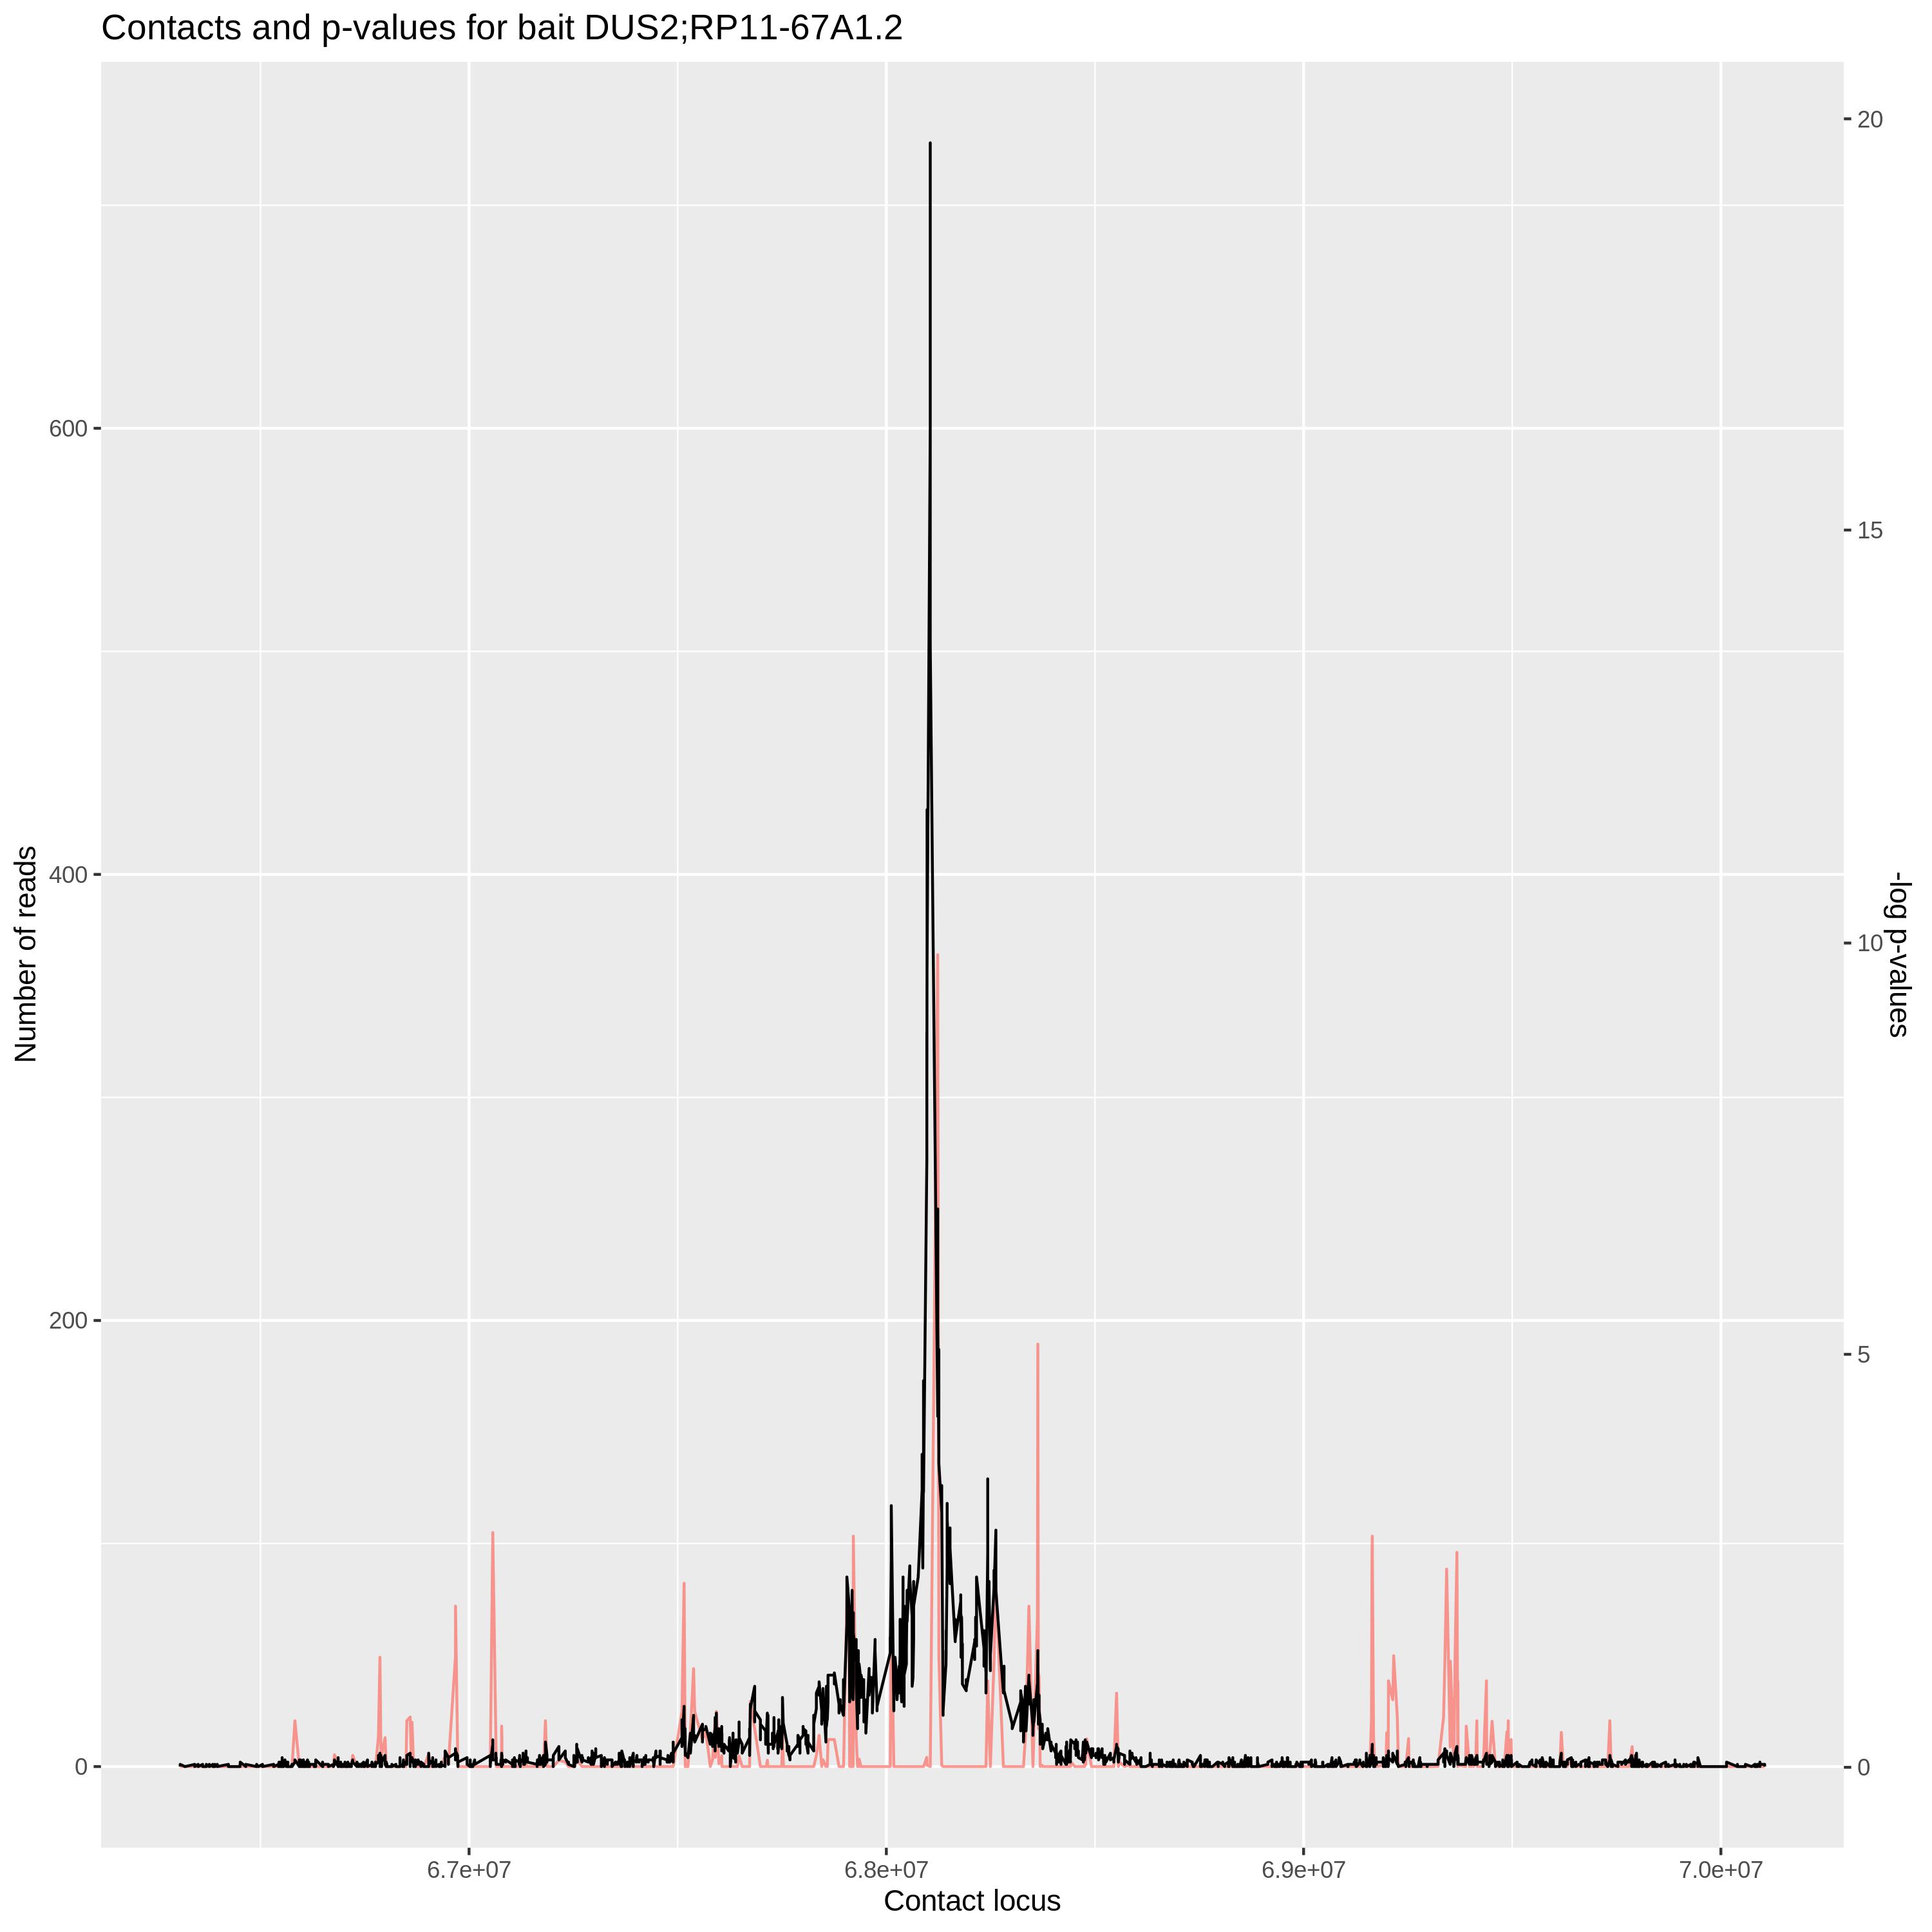 Contacts and p-values for bait DUS2;RP11-67A1.2
Number of reads
600
400
200
0
20
15
10
5
0
-log p-values
6.7e+07
6.8e+07
6.9e+07
7.0e+07
Contact locus